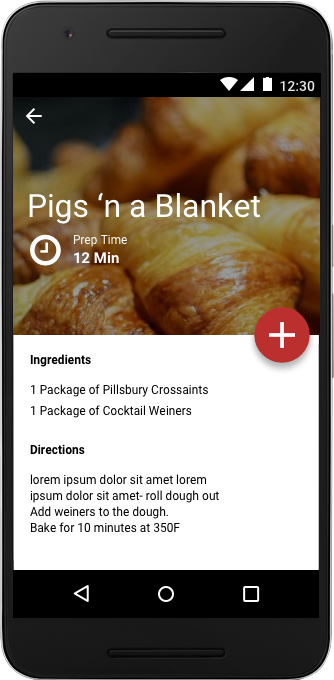 12:30
Pigs ‘n a Blanket
Prep Time
12 Min
Ingredients
1 Package of Pillsbury Crossaints
1 Package of Cocktail Weiners
Directions
lorem ipsum dolor sit amet lorem
ipsum dolor sit amet- roll dough out
Add weiners to the dough.
Bake for 10 minutes at 350F